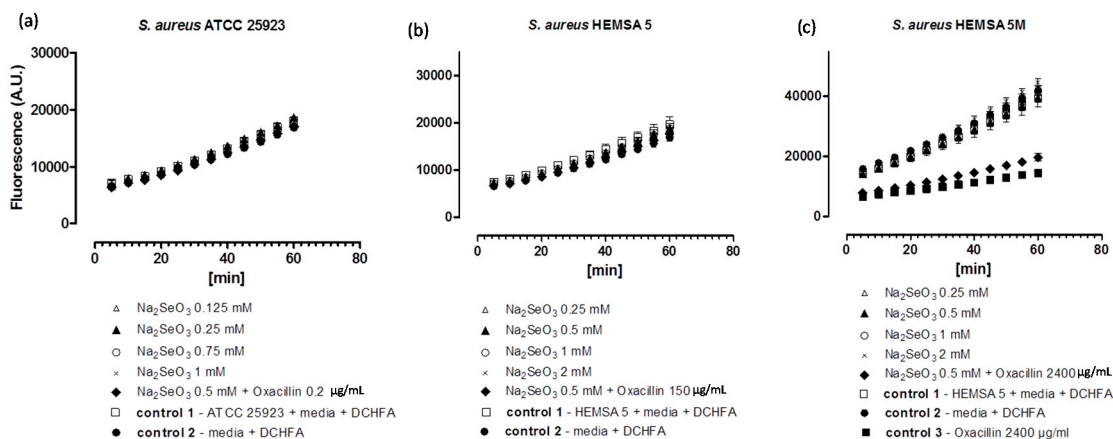 (a)
S. aureus ATCC 25923
Fluorescence (A.U.)
30000
20000
10000
0
0 20 40 60 80
[min]
Na2SeO3 0.125 mM
Na2SeO3 0.25 mM
Na2SeO3 0.75 mM
Na2SeO3 1 mM
Na2SeO3 0.5 mM + Oxacillin 0.2 µg/mL
control 1 - ATCC 25923 + media + DCHFA
control 2 - media + DCHFA
(b)
S. aureus HEMSA 5
30000
20000
10000
0
0 20 40 60 80
[min]
Na2SeO3 0.25 mM
Na2SeO3 0.5 mM
Na2SeO3 1 mM
Na2SeO3 2 mM
Na2SeO3 0.5 mM + Oxacillin 150 µg/mL
control 1 - HEMSA 5 + media + DCHFA
control 2 - media + DCHFA
(c)
S. aureus HEMSA 5M
40000
20000
0
0 20 40 60 80
[min]
Na2SeO3 0.25 mM
Na2SeO3 0.5 mM
Na2SeO3 1 mM
Na2SeO3 2 mM
Na2SeO3 0.5 mM + Oxacillin 2400 µg/mL
control 1 - HEMSA 5 + media + DCHFA
control 2 - media + DCHFA
control 3 - Oxacillin 2400 µg/ml